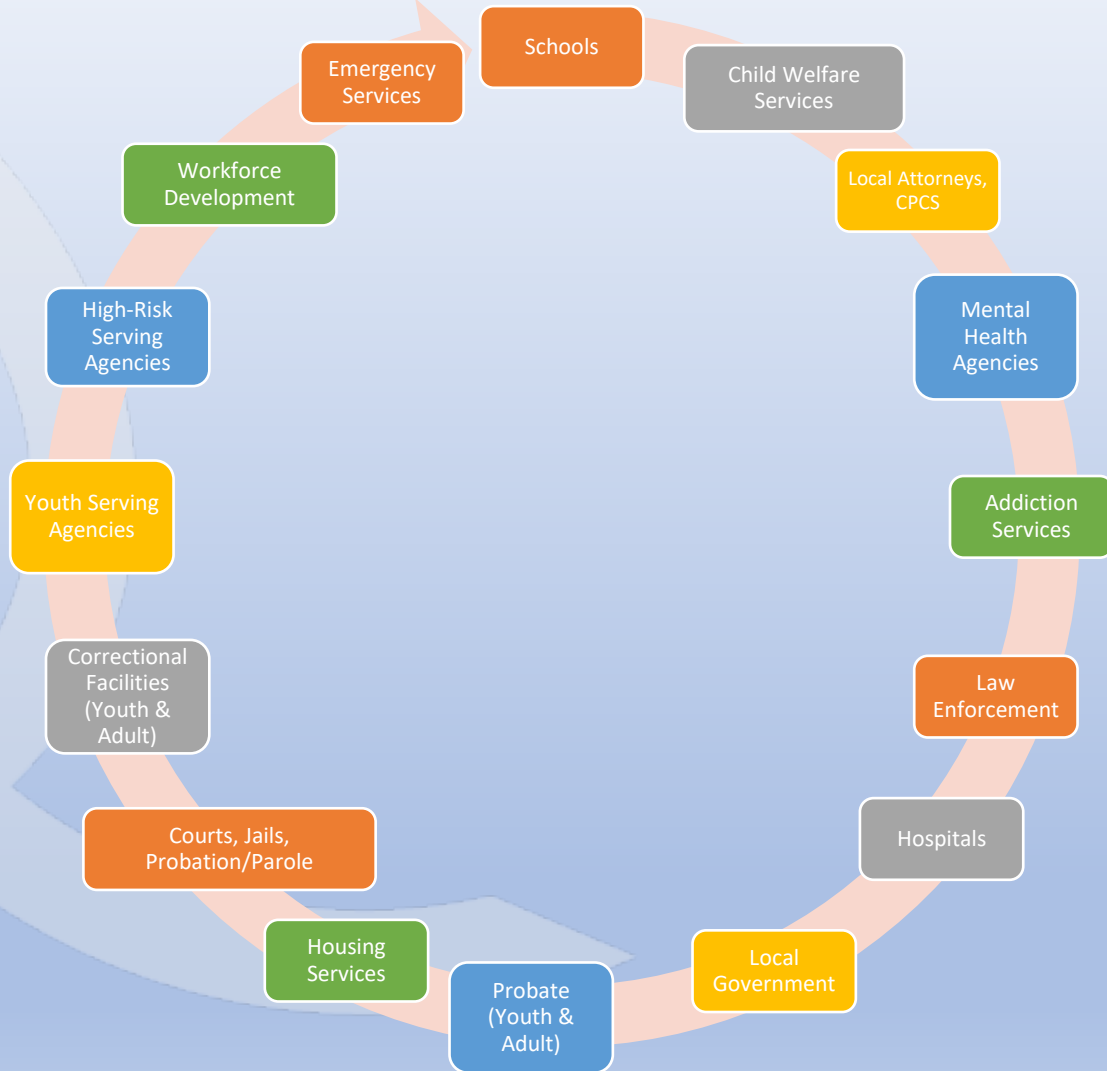 Schools
Child Welfare
Services
Local Attorneys,
CPCS
Mental
Health
Agencies
Addiction
Services
Law
Enforcement
Hospitals
Local
Government
Probate
(Youth &
Adult)
Housing
Services
Courts, Jails,
Probation/Parole
Correctional
Facilities
(Youth &
Adult)
Youth Serving
Agencies
High-Risk
Serving
Agencies
Workforce
Development
Emergency
Services